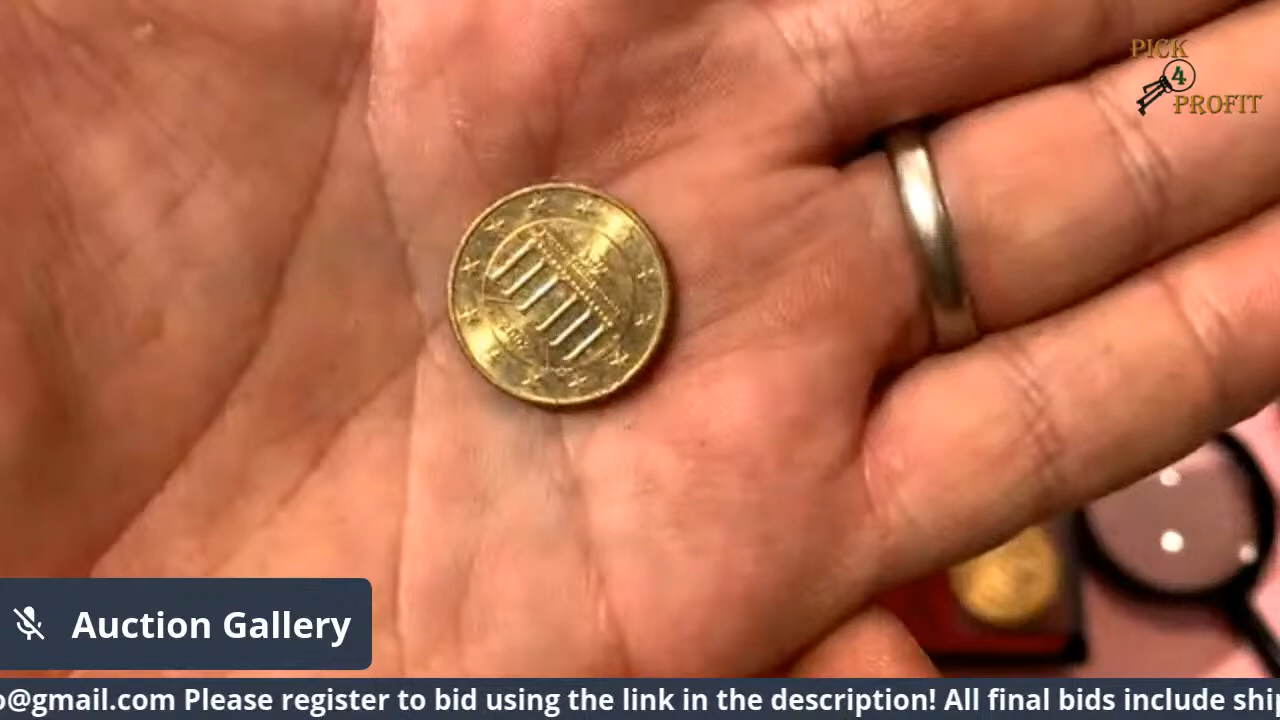 PICK
4
PROFIT
Auction Gallery
o@gmail.com Please register to bid using the link in the description! All final bids include shi